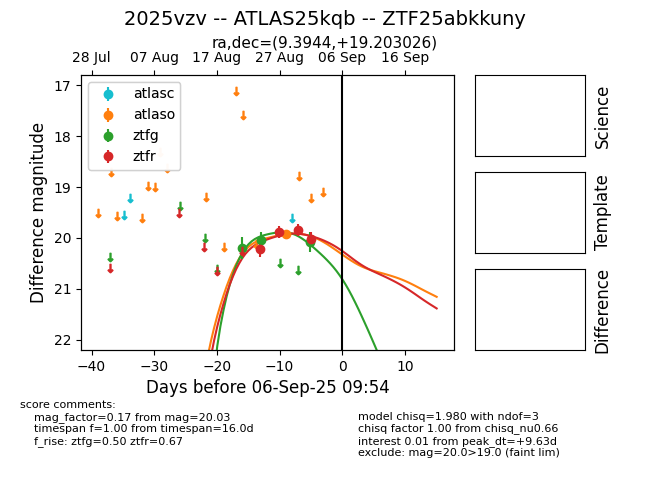 2025vzv -- ATLAS25kqb -- ZTF25abkkuny
ra,dec=(9.3944,+19.203026)
28 Jul 07 Aug 17 Aug 27 Aug 06 Sep 16 Sep
atlasc
atlaso
ztfg
ztfr
17
18
19
20
21
22
Difference magnitude
−40 −30 −20 −10 0 10
Days before 06-Sep-25 09:54
Science
Template
Difference
score comments:
mag_factor=0.17 from mag=20.03
timespan f=1.00 from timespan=16.0d
f_rise: ztfg=0.50 ztfr=0.67
model chisq=1.980 with ndof=3
chisq factor 1.00 from chisq_nu0.66
interest 0.01 from peak_dt=+9.63d
exclude: mag=20.0>19.0 (faint lim)